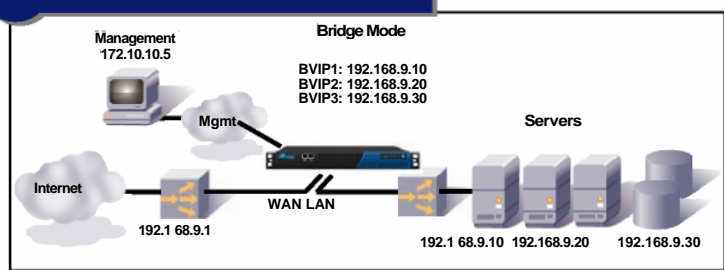 Bridge Mode
Management
172.10.10.5
BVIP1: 192.168.9.10
BVIP2: 192.168.9.20
BVIP3: 192.168.9.30
Mgmt
Servers
Internet
WAN LAN
192.1 68.9.1
192.1 68.9.10 192.168.9.20 192.168.9.30